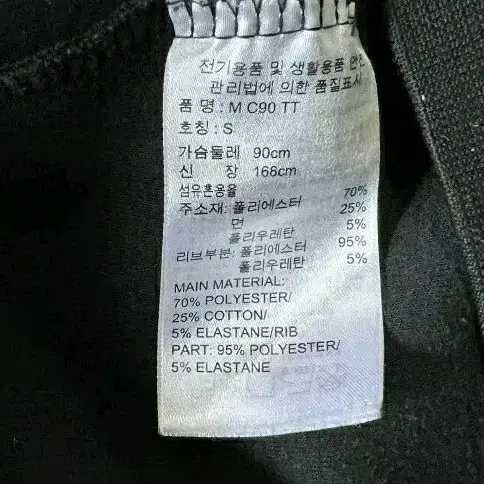 전기용품 및 생활용품 안전
관리법에 의한 품질표시
품 명 : M C90 TT
호칭 : S
가슴둘레 90cm
신 장 168cm
섬유혼용율
주소재: 폴리에스터 70%
면 25%
폴리우레탄 5%
리브부분: 폴리에스터 95%
폴리우레탄 5%
MAIN MATERIAL:
70% POLYESTER/
25% COTTON/
5% ELASTANE/RIB
PART: 95% POLYESTER/
5% ELASTANE